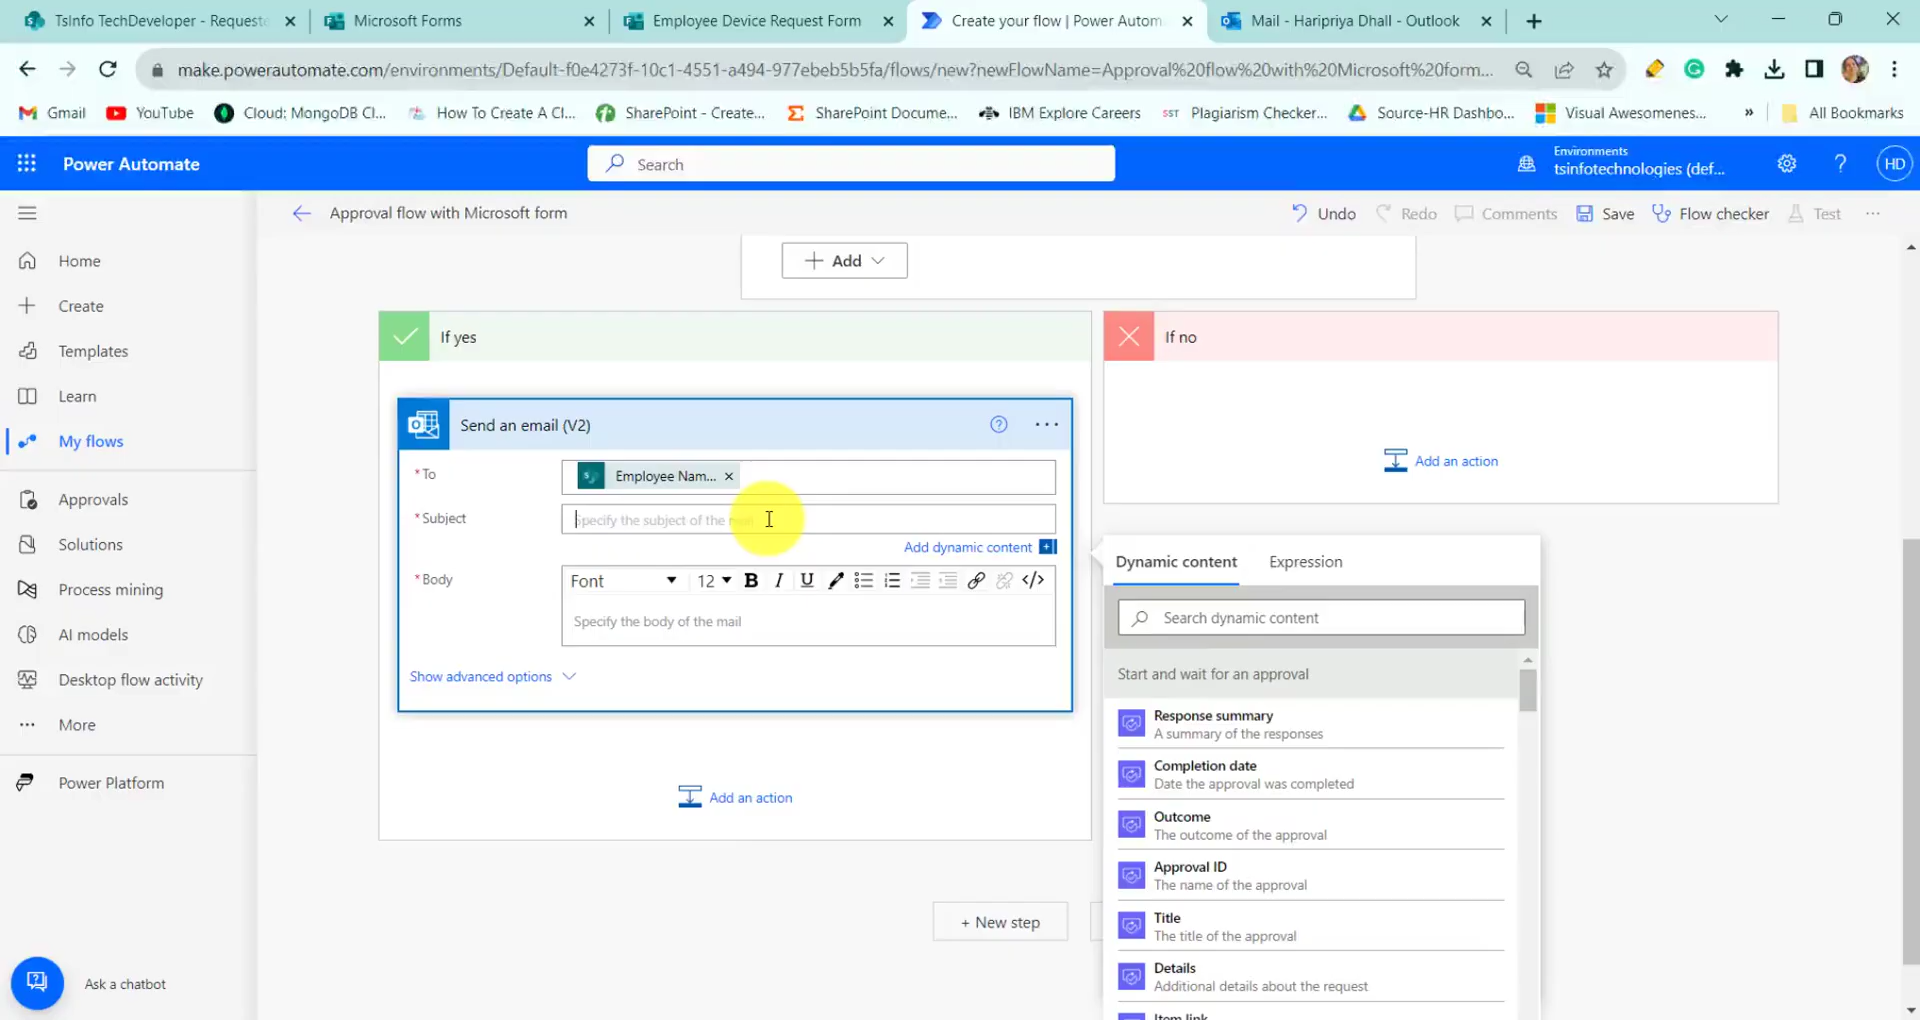 TsInfo TechDeveloper - Requeste
Microsoft Forms
Employee Device Request Form
Create your flow | Power Autom
Mail - Haripriya Dhall - Outlook
make.powerautomate.com/environments/Default-f0e4273f-10c1-4551-a494-977ebeb5b5fa/flows/new?newFlowName=Approval%20flow%20with%20Microsoft%20form...
Gmail
YouTube
Cloud: MongoDB Cl...
How To Create A Cl...
SharePoint - Create...
SharePoint Docume...
IBM Explore Careers
SST Plagiarism Checker...
Source-HR Dashbo...
Visual Awesomenes...
»
All Bookmarks
Power Automate
Search
Environments
tsinfotechnologies (def...
HD
Approval flow with Microsoft form
Undo
Redo
Comments
Save
Flow checker
Test
Home
Create
Templates
Learn
My flows
Approvals
Solutions
Process mining
AI models
Desktop flow activity
More
Power Platform
Ask a chatbot
Add
If yes
Send an email (V2)
* To
Employee Nam...
* Subject
Specify the subject of the mail
Add dynamic content
* Body
Font
12
B I U
Specify the body of the mail
Show advanced options
Add an action
If no
Add an action
+ New step
Dynamic content
Expression
Search dynamic content
Start and wait for an approval
Response summary
A summary of the responses
Completion date
Date the approval was completed
Outcome
The outcome of the approval
Approval ID
The name of the approval
Title
The title of the approval
Details
Additional details about the request
Item link